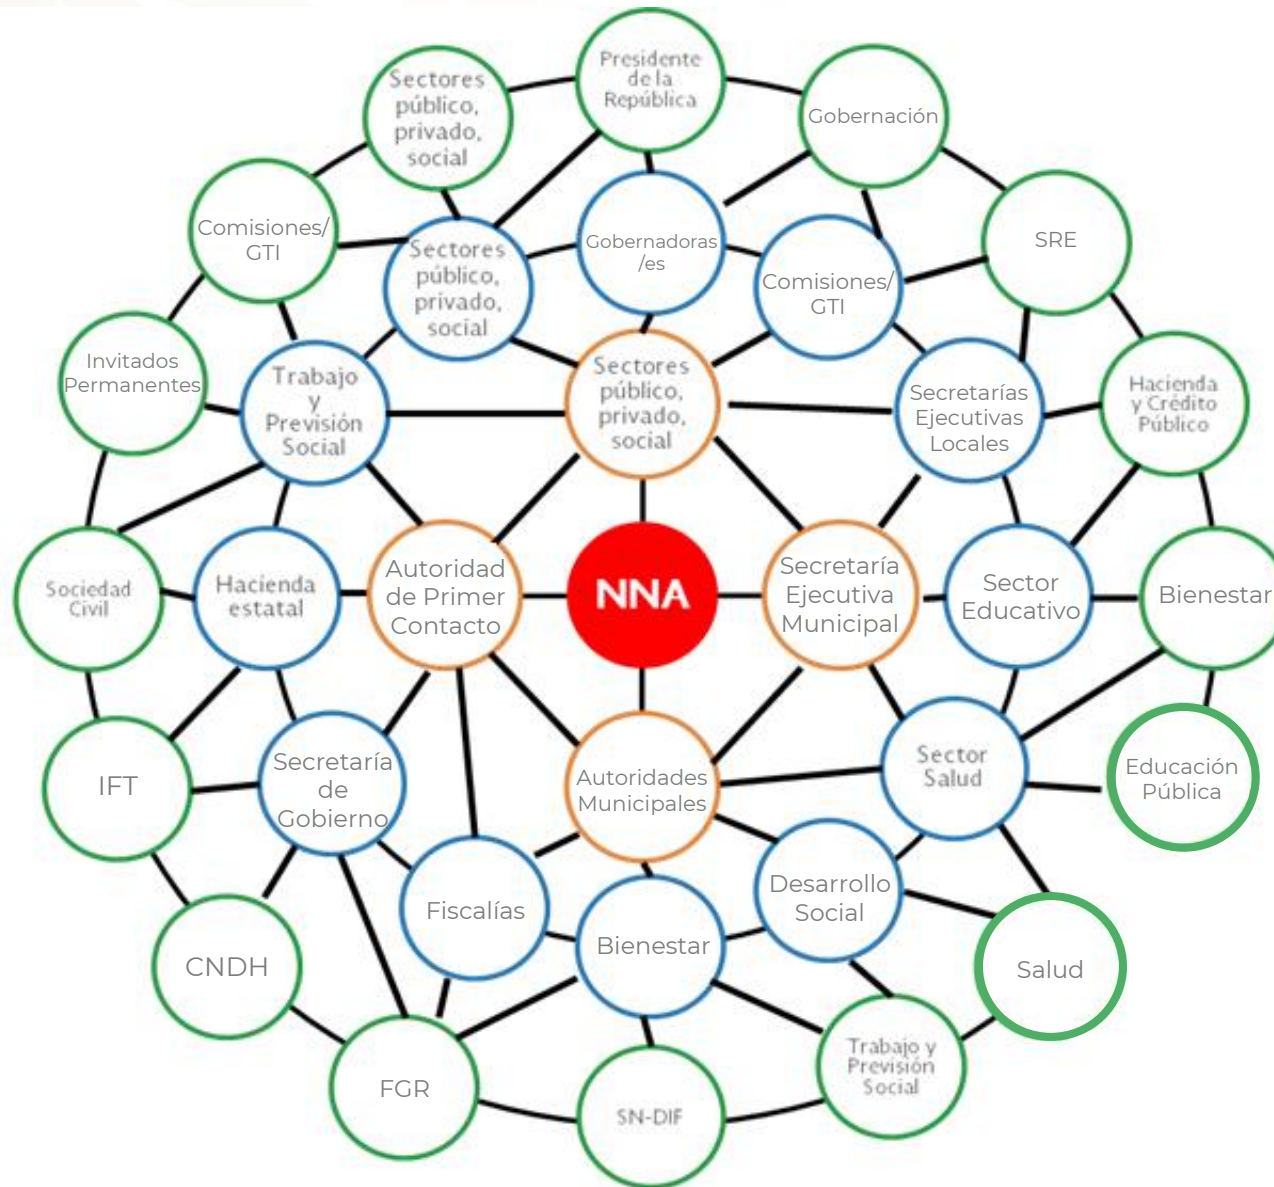 Presidente
de la
República
Sectores
público,
privado,
social
Gobernación
Comisiones/
GTI
SRE
Gobernadoras
/es
Sectores
público,
privado,
social
Comisiones/
GTI
Invitados
Permanentes
Trabajo
y
Previsión
Social
Sectores
público,
privado,
social
Secretarías
Ejecutivas
Locales
Hacienda
y Crédito
Público
Sociedad
Civil
Hacienda
estatal
Autoridad
de Primer
Contacto
NNA
Secretaría
Ejecutiva
Municipal
Sector
Educativo
Bienestar
IFT
Secretaría
de
Gobierno
Autoridades
Municipales
Sector
Salud
Educación
Pública
Fiscalías
Bienestar
Desarrollo
Social
CNDH
Salud
FGR
SN-DIF
Trabajo y
Previsión
Social